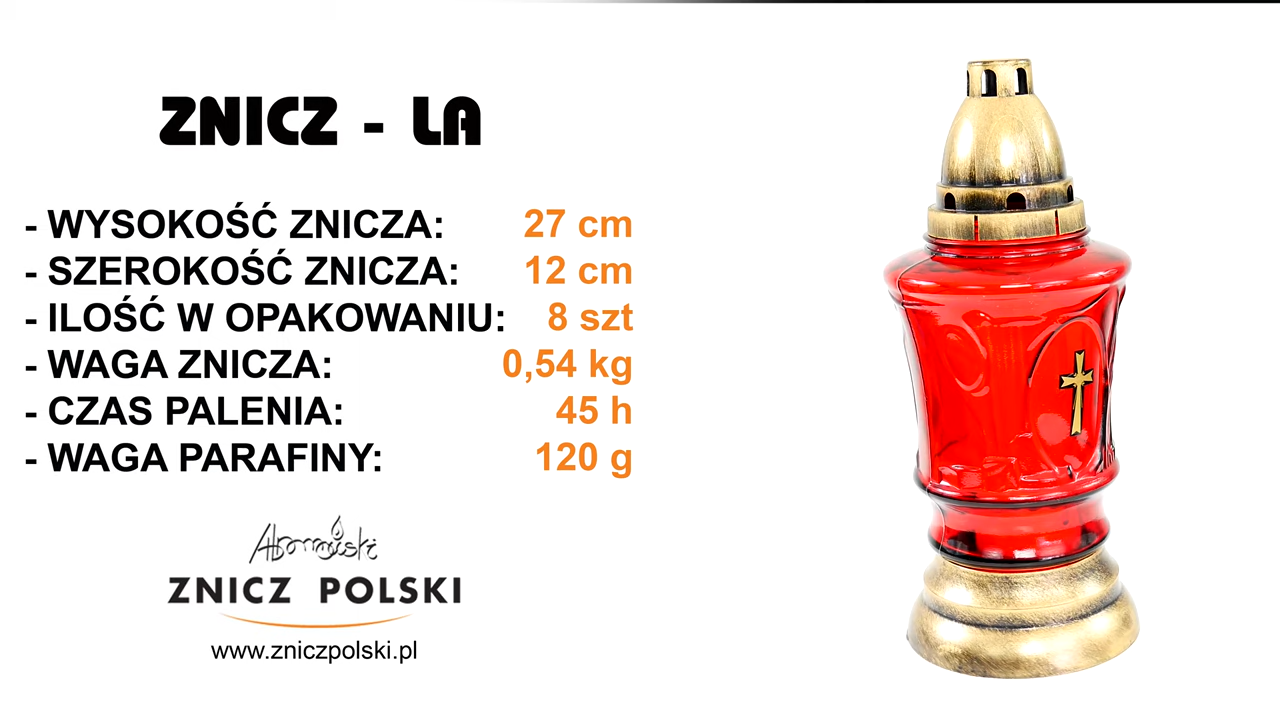 ZNICZ - LA
- WYSOKOŚĆ ZNICZA: 27 cm
- SZEROKOŚĆ ZNICZA: 12 cm
- ILOŚĆ W OPAKOWANIU: 8 szt
- WAGA ZNICZA: 0,54 kg
- CZAS PALENIA: 45 h
- WAGA PARAFINY: 120 g
ZNICZ POLSKI
www.zniczpolski.pl